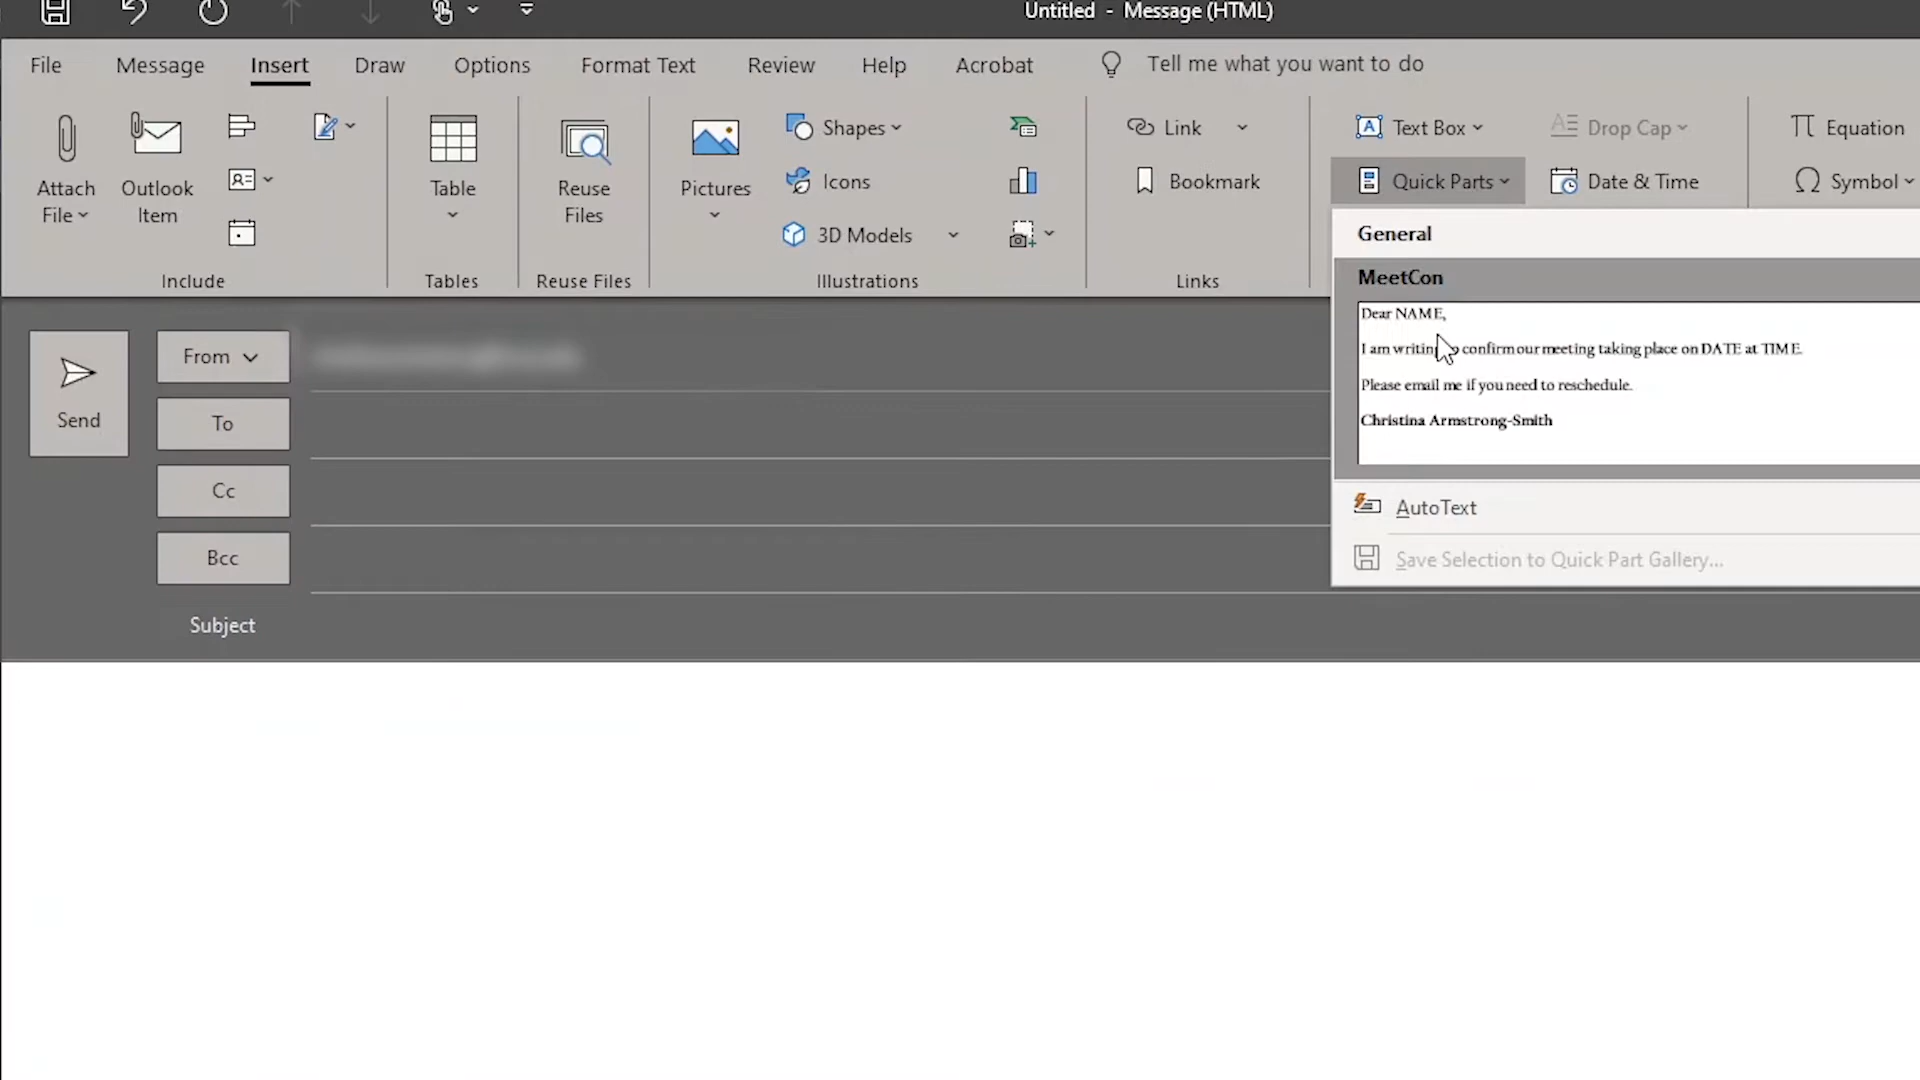 Untitled - Message (HTML)
File Message Insert Draw Options Format Text Review Help Acrobat Tell me what you want to do
Attach File
Outlook Item
Table
Reuse Files
Pictures
Shapes
Icons
3D Models
Link
Bookmark
Text Box
Drop Cap
Equation
Quick Parts
Date & Time
Symbol
Include Tables Reuse Files Illustrations Links
General
MeetCon
Dear NAME,
I am writing confirm our meeting taking place on DATE at TIME.
Please email me if you need to reschedule.
Christina Armstrong-Smith
AutoText
Save Selection to Quick Part Gallery...
Send
From
To
Cc
Bcc
Subject